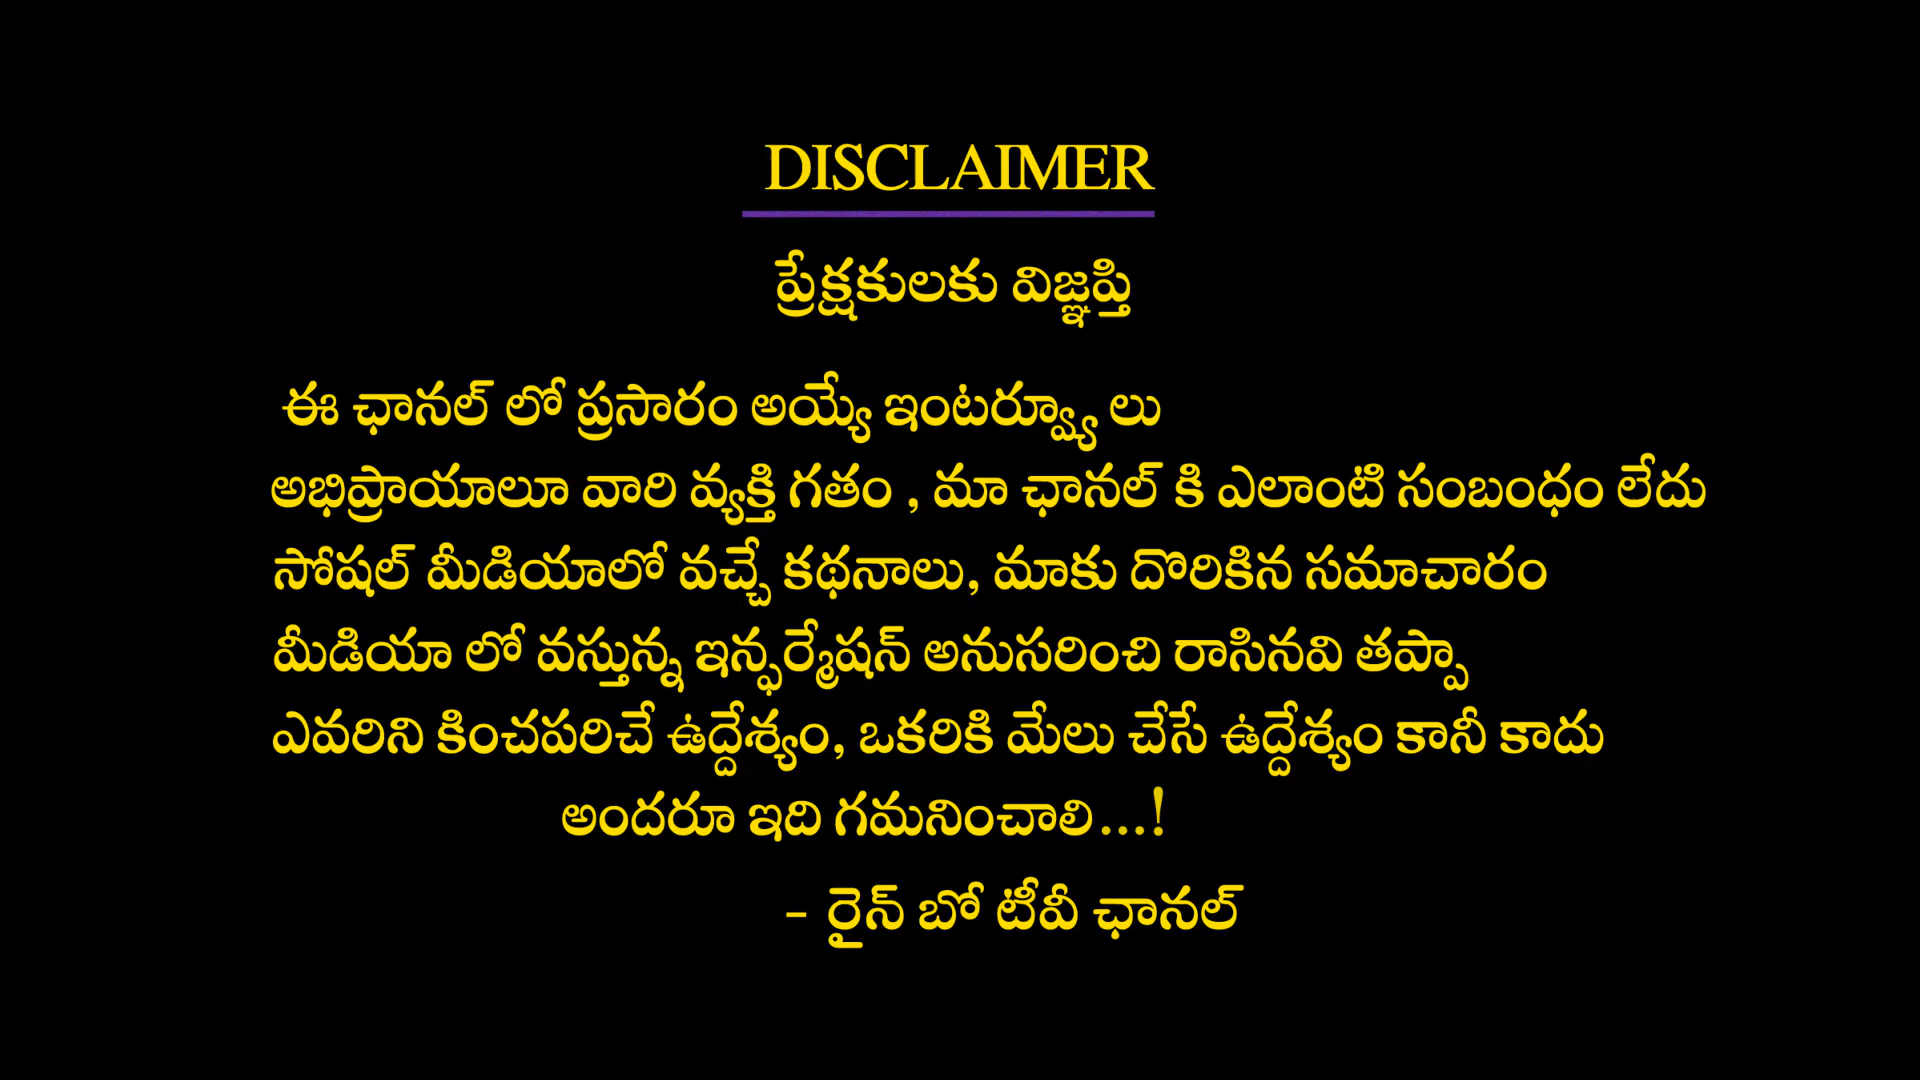 DISCLAIMER
ప్రేక్షకులకు విజ్ఞప్తి
ఈ ఛానల్ లో ప్రసారం అయ్యే ఇంటర్వ్యూ లు
అభిప్రాయాలూ వారి వ్యక్తి గతం , మా ఛానల్ కి ఎలాంటి సంబంధం లేదు
సోషల్ మీడియాలో వచ్చే కథనాలు, మాకు దొరికిన సమాచారం
మీడియా లో వస్తున్న ఇన్ఫర్మేషన్ అనుసరించి రాసినవి తప్పా
ఎవరిని కించపరిచే ఉద్దేశ్యం, ఒకరికి మేలు చేసే ఉద్దేశ్యం కానీ కాదు
అందరూ ఇది గమనించాలి...!
- రైన్ బో టీవీ ఛానల్